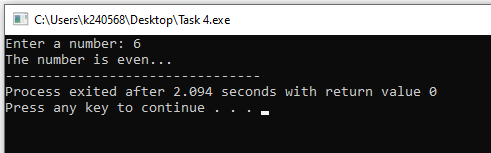 C:\Users\k240568\Desktop\Task 4.exe
Enter a number: 6
The number is even...
--------------------------------
Process exited after 2.094 seconds with return value 0
Press any key to continue . . .